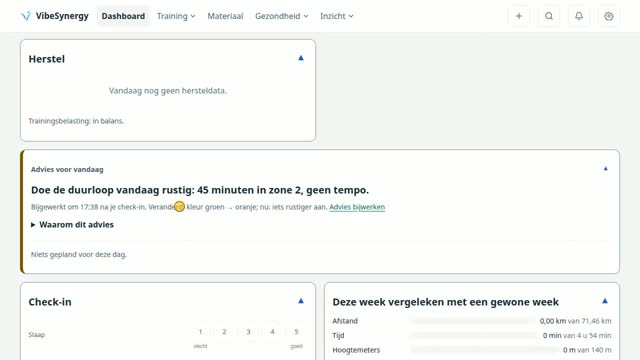 VibeSynergy Dashboard Training Materiaal Gezondheid Inzicht
Herstel
Vandaag nog geen hersteldata.
Trainingsbelasting: in balans.
Advies voor vandaag
Doe de duurloop vandaag rustig: 45 minuten in zone 2, geen tempo.
Bijgewerkt om 17:38 na je check-in. kleur groen → oranje; nu: iets rustiger aan. Advies bijwerken
Waarom dit advies
Niets gepland voor deze dag.
Check-in
Slaap
1 2 3 4 5
slecht goed
Deze week vergeleken met een gewone week
Afstand 0,00 km van 71,46 km
Tijd 0 min van 4 u 54 min
Hoogtemeters 0 m van 140 m